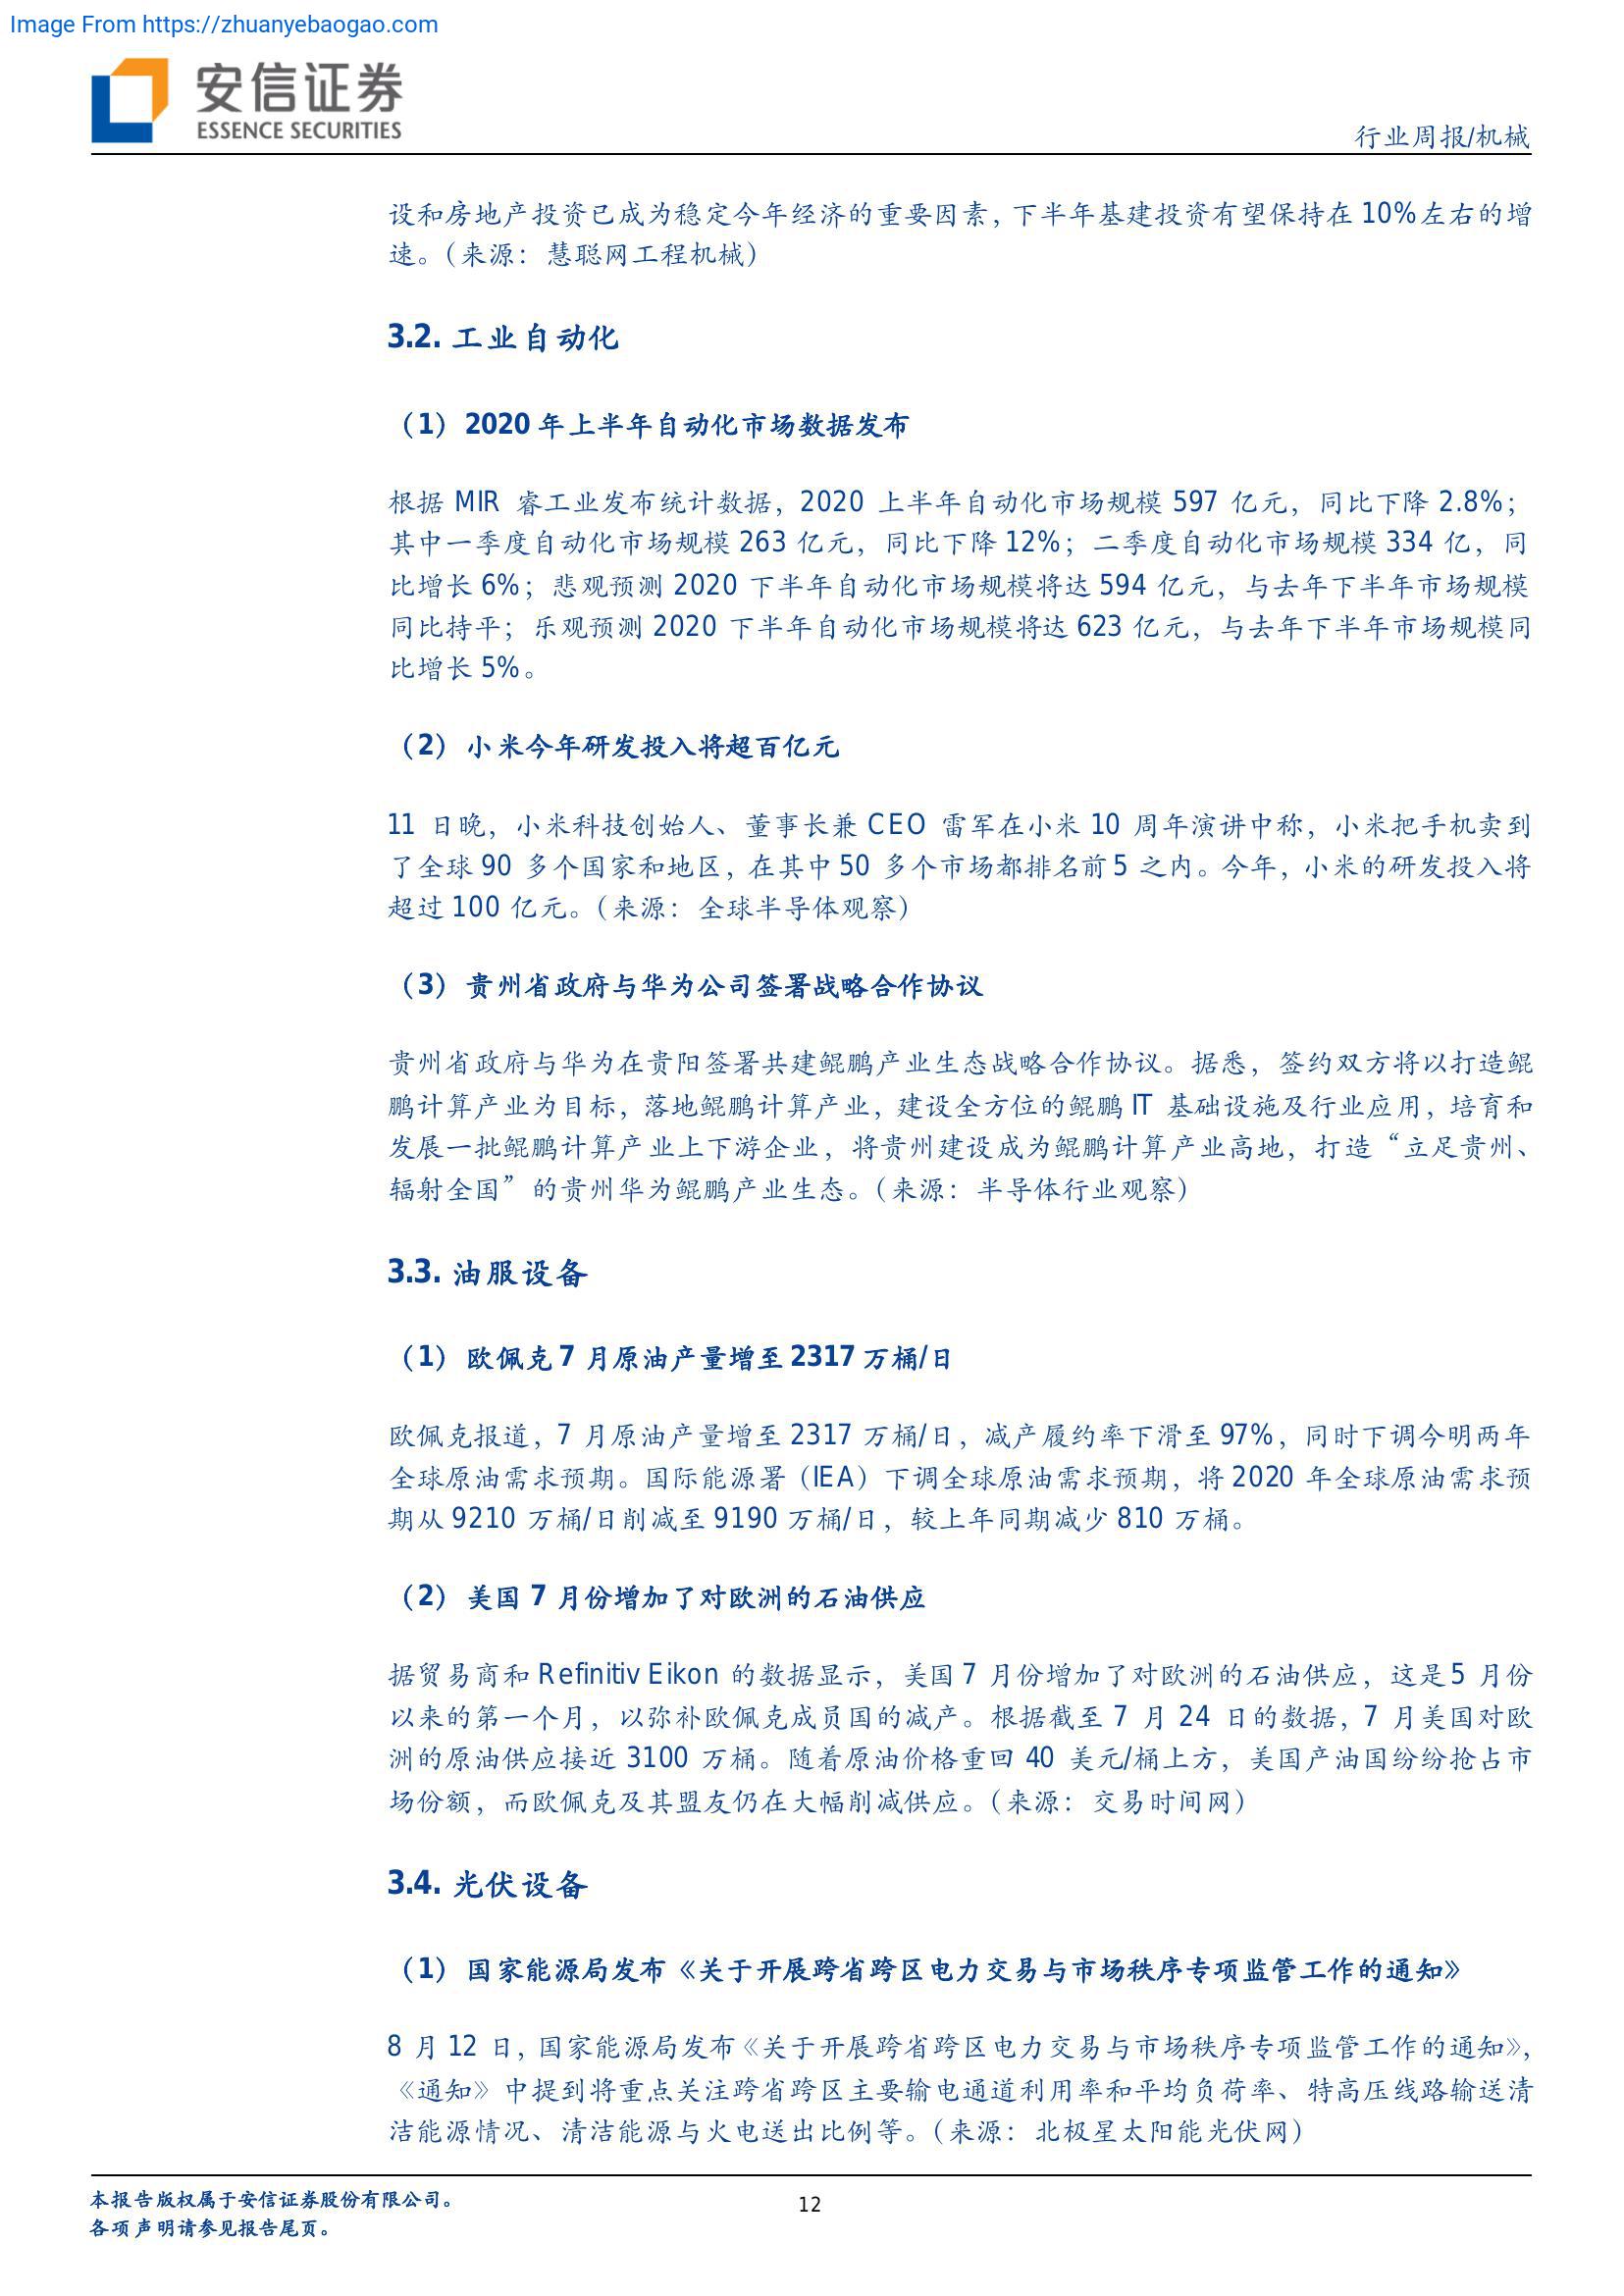 Image From https://zhuanyebaogao.com
安信证券
ESSENCE SECURITIES
行业周报/机械
设和房地产投资已成为稳定今年经济的重要因素，下半年基建投资有望保持在 10%左右的增
速。（来源：慧聪网工程机械）
3.2. 工业自动化
（1）2020 年上半年自动化市场数据发布
根据 MIR 睿工业发布统计数据，2020 上半年自动化市场规模 597 亿元，同比下降 2.8%；
其中一季度自动化市场规模 263 亿元，同比下降 12%；二季度自动化市场规模 334 亿，同
比增长 6%；悲观预测 2020 下半年自动化市场规模将达 594 亿元，与去年下半年市场规模
同比持平；乐观预测 2020 下半年自动化市场规模将达 623 亿元，与去年下半年市场规模同
比增长 5%。
（2）小米今年研发投入将超百亿元
11 日晚，小米科技创始人、董事长兼 CEO 雷军在小米 10 周年演讲中称，小米把手机卖到
了全球 90 多个国家和地区，在其中 50 多个市场都排名前 5 之内。今年，小米的研发投入将
超过 100 亿元。（来源：全球半导体观察）
（3）贵州省政府与华为公司签署战略合作协议
贵州省政府与华为在贵阳签署共建鲲鹏产业生态战略合作协议。据悉，签约双方将以打造鲲
鹏计算产业为目标，落地鲲鹏计算产业，建设全方位的鲲鹏 IT 基础设施及行业应用，培育和
发展一批鲲鹏计算产业上下游企业，将贵州建设成为鲲鹏计算产业高地，打造“立足贵州、
辐射全国”的贵州华为鲲鹏产业生态。（来源：半导体行业观察）
3.3. 油服设备
（1）欧佩克 7 月原油产量增至 2317 万桶/日
欧佩克报道，7 月原油产量增至 2317 万桶/日，减产履约率下滑至 97%，同时下调今明两年
全球原油需求预期。国际能源署（IEA）下调全球原油需求预期，将 2020 年全球原油需求预
期从 9210 万桶/日削减至 9190 万桶/日，较上年同期减少 810 万桶。
（2）美国 7 月份增加了对欧洲的石油供应
据贸易商和 Refinitiv Eikon 的数据显示，美国 7 月份增加了对欧洲的石油供应，这是 5 月份
以来的第一个月，以弥补欧佩克成员国的减产。根据截至 7 月 24 日的数据，7 月美国对欧
洲的原油供应接近 3100 万桶。随着原油价格重回 40 美元/桶上方，美国产油国纷纷抢占市
场份额，而欧佩克及其盟友仍在大幅削减供应。（来源：交易时间网）
3.4. 光伏设备
（1）国家能源局发布《关于开展跨省跨区电力交易与市场秩序专项监管工作的通知》
8 月 12 日，国家能源局发布《关于开展跨省跨区电力交易与市场秩序专项监管工作的通知》，
《通知》中提到将重点关注跨省跨区主要输电通道利用率和平均负荷率、特高压线路输送清
洁能源情况、清洁能源与火电送出比例等。（来源：北极星太阳能光伏网）
本报告版权属于安信证券股份有限公司。
12
各项声明请参见报告尾页。